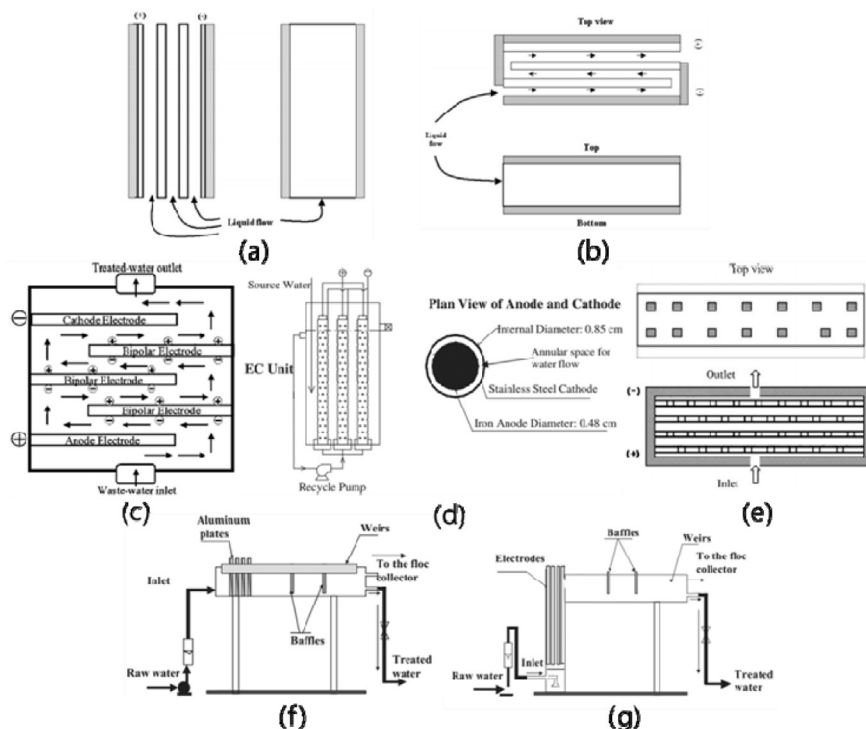 (+)
(-)
Liquid flow
(a)
Top view
(-)
Liquid
flow
Top
Bottom
(b)
Treated-water outlet
Cathode Electrode
Bipolar Electrode
Bipolar Electrode
Bipolar Electrode
Anode Electrode
Waste-water inlet
(c)
Source Water
EC Unit
Recycle Pump
Plan View of Anode and Cathode
Internal Diameter: 0.85 cm
Annular space for
water flow
Stainless Steel Cathode
Iron Anode Diameter: 0.48 cm
(d)
Top view
Outlet
(-)
(+)
Inlet
(e)
Aluminum
plates
Weirs
To the floc
collector
Inlet
Baffles
Raw water
Treated
water
(f)
Electrodes
Baffles
Weirs
To the floc
collector
Inlet
Raw water
Treated
water
(g)